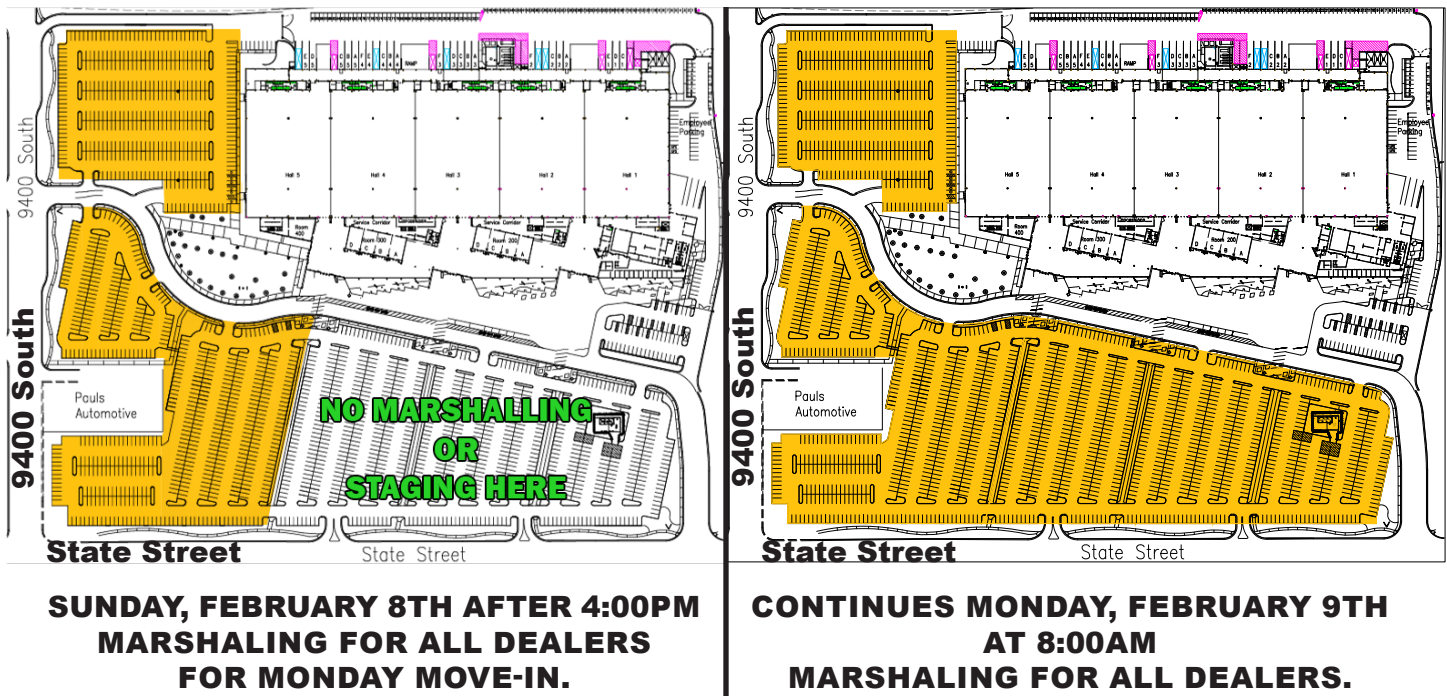 RAMP
Employee
Parking
9400 South
Hall 5
Hall 4
Hall 3
Hall 2
Hall 1
Room
400
Service Corridor
Service Corridor
Room 300
D C B A
Room 200
D C B A
9400 South
Pauls
Automotive
NO MARSHALLING
OR
STAGING HERE
State Street
State Street
SUNDAY, FEBRUARY 8TH AFTER 4:00PM
MARSHALING FOR ALL DEALERS
FOR MONDAY MOVE-IN.
RAMP
Employee
Parking
9400 South
Hall 5
Hall 4
Hall 3
Hall 2
Hall 1
Room
400
Service Corridor
Service Corridor
Room 300
D C B A
Room 200
D C B A
9400 South
Pauls
Automotive
State Street
State Street
CONTINUES MONDAY, FEBRUARY 9TH
AT 8:00AM
MARSHALING FOR ALL DEALERS.